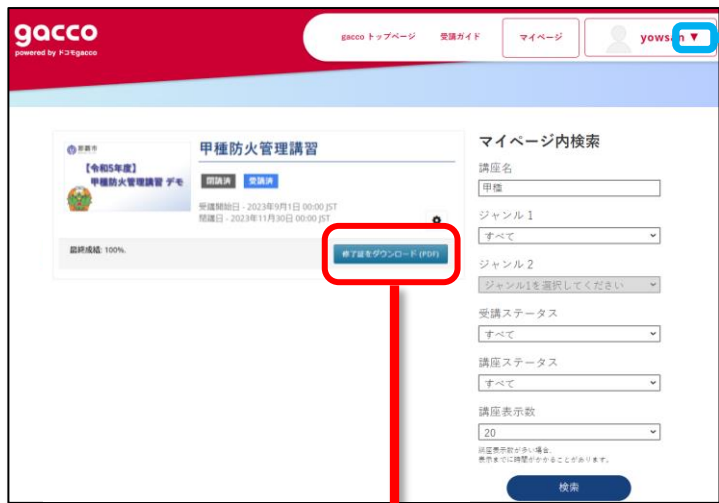 gacco
powered by ドコモgacco
gacco トップページ
受講ガイド
マイページ
yowsan ▼
那覇市
【令和5年度】
甲種防火管理講習 デモ
甲種防火管理講習
閉講済
受講済
受講開始日 - 2023年9月1日 00:00 JST
閉講日 - 2023年11月30日 00:00 JST
最終成績: 100%.
修了証をダウンロード (PDF)
マイページ内検索
講座名
甲種
ジャンル 1
すべて
ジャンル 2
ジャンル1を選択してください
受講ステータス
すべて
講座ステータス
すべて
講座表示数
20
講座表示数が多い場合、
表示までに時間がかかることがあります。
検索